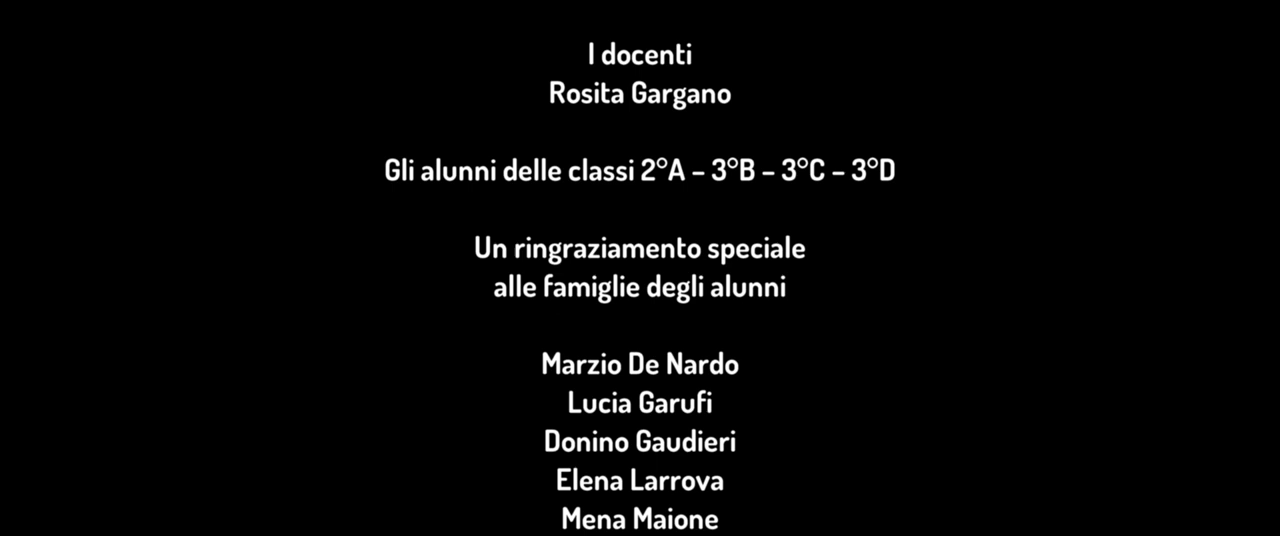 I docenti
Rosita Gargano
Gli alunni delle classi 2°A – 3°B – 3°C – 3°D
Un ringraziamento speciale
alle famiglie degli alunni
Marzio De Nardo
Lucia Garufi
Donino Gaudieri
Elena Larrova
Mena Maione